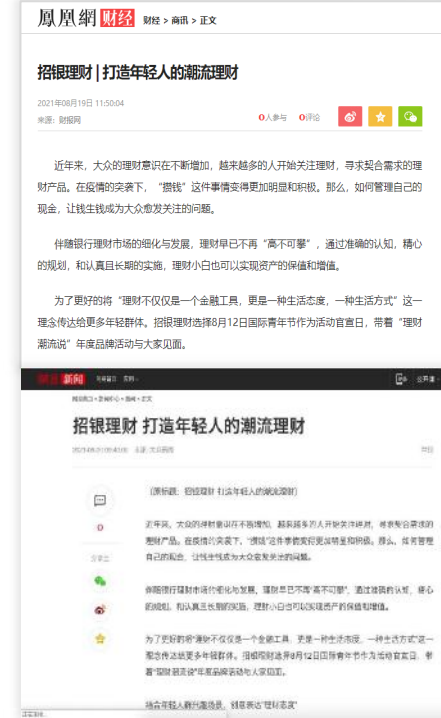 鳳凰網财经 财经 > 商讯 > 正文
招银理财 | 打造年轻人的潮流理财
2021年08月19日 11:50:04
来源：财报网
0人参与 0评论
近年来，大众的理财意识在不断增加，越来越多的人开始关注理财，寻求契合需求的理
财产品。在疫情的突袭下，“攒钱”这件事情变得更加明显和积极。那么，如何管理自己的
现金，让钱生钱成为大众愈发关注的问题。
伴随银行理财市场的细化与发展，理财早已不再“高不可攀”，通过准确的认知，精心
的规划，和认真且长期的实施，理财小白也可以实现资产的保值和增值。
为了更好的将“理财不仅仅是一个金融工具，更是一种生活态度，一种生活方式”这一
理念传达给更多年轻群体。招银理财选择8月12日国际青年节作为活动官宣日，带着“理财
潮流说”年度品牌活动与大家见面。
新闻
招银理财 打造年轻人的潮流理财
（原标题：招银理财 打造年轻人的潮流理财）
0
近年来，大众的理财意识在不断增加，越来越多的人开始关注理财，寻求契合需求的
理财产品。在疫情的突袭下，“攒钱”这件事情变得更加明显和积极。那么，如何管理
自己的现金，让钱生钱成为大众愈发关注的问题。
伴随银行理财市场的细化与发展，理财早已不再“高不可攀”，通过准确的认知，精心
的规划，和认真且长期的实施，理财小白也可以实现资产的保值和增值。
为了更好的将“理财不仅仅是一个金融工具，更是一种生活态度，一种生活方式”这一
理念传达给更多年轻群体。招银理财选择8月12日国际青年节作为活动官宣日，带
着“理财潮流说”年度品牌活动与大家见面。
结合年轻人群兴趣场景，创意表达“理财态度”